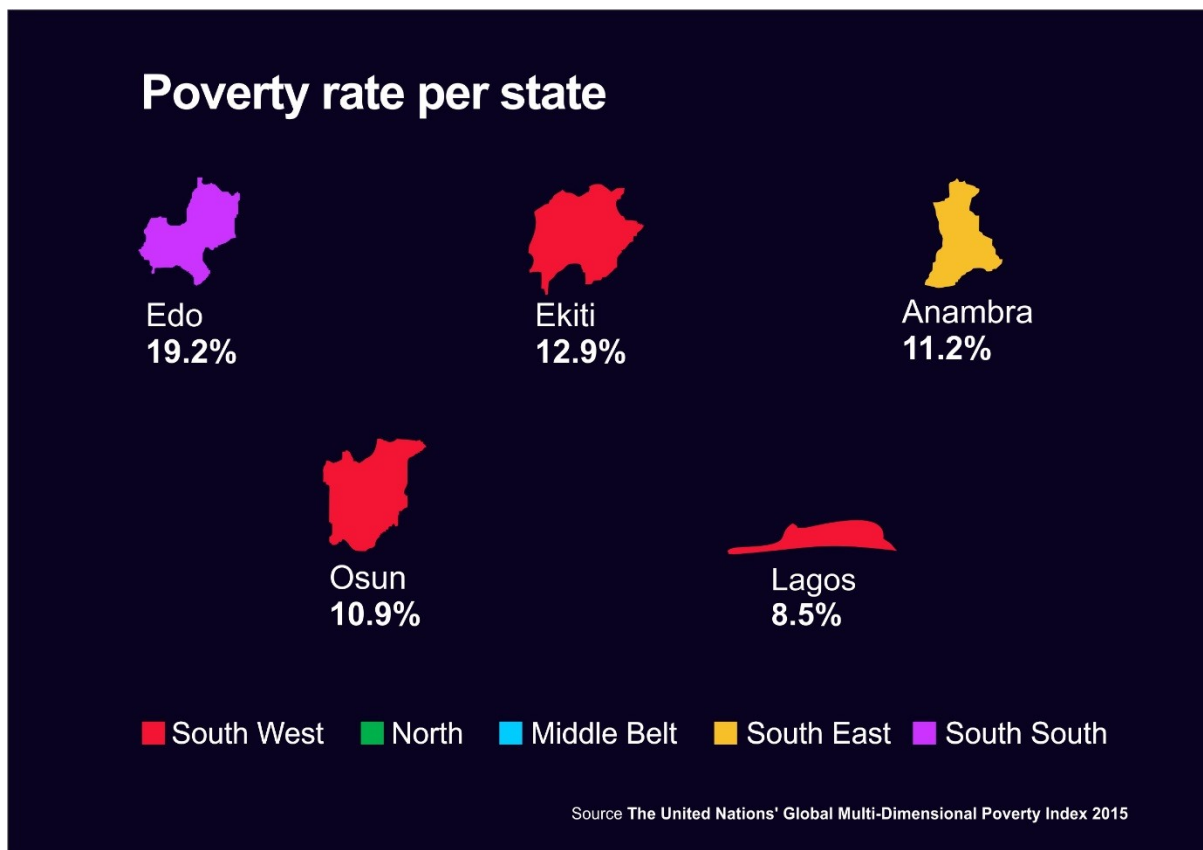 Poverty rate per state
Edo
19.2%
Ekiti
12.9%
Anambra
11.2%
Osun
10.9%
Lagos
8.5%
South West
North
Middle Belt
South East
South South
Source The United Nations' Global Multi-Dimensional Poverty Index 2015